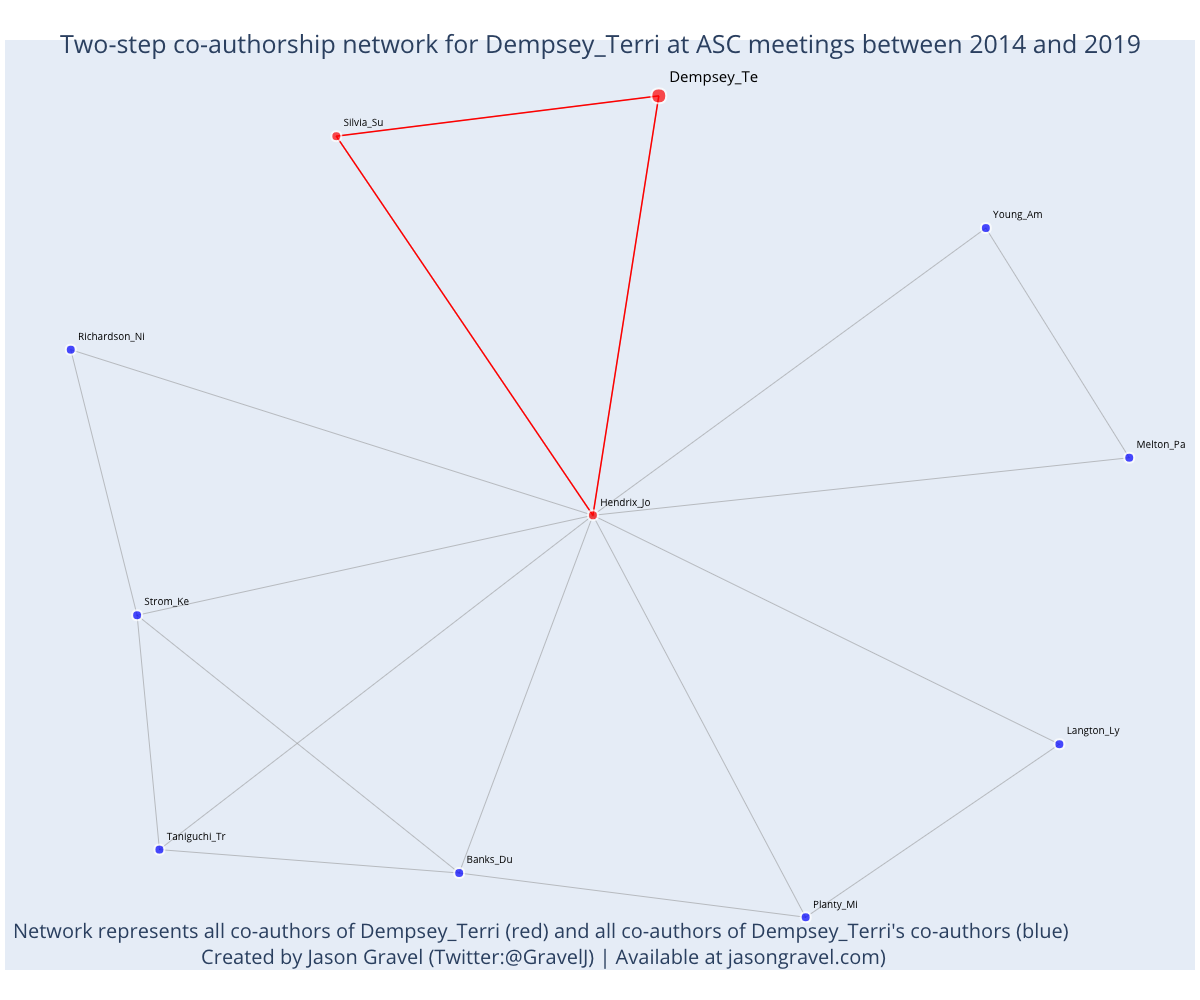 Two-step co-authorship network for Dempsey_Terri at ASC meetings between 2014 and 2019
Dempsey_Te
Silvia_Su
Young_Am
Richardson_Ni
Melton_Pa
Hendrix_Jo
Strom_Ke
Langton_Ly
Taniguchi_Tr
Banks_Du
Planty_Mi
Network represents all co-authors of Dempsey_Terri (red) and all co-authors of Dempsey_Terri's co-authors (blue)
Created by Jason Gravel (Twitter:@GravelJ) | Available at jasongravel.com)